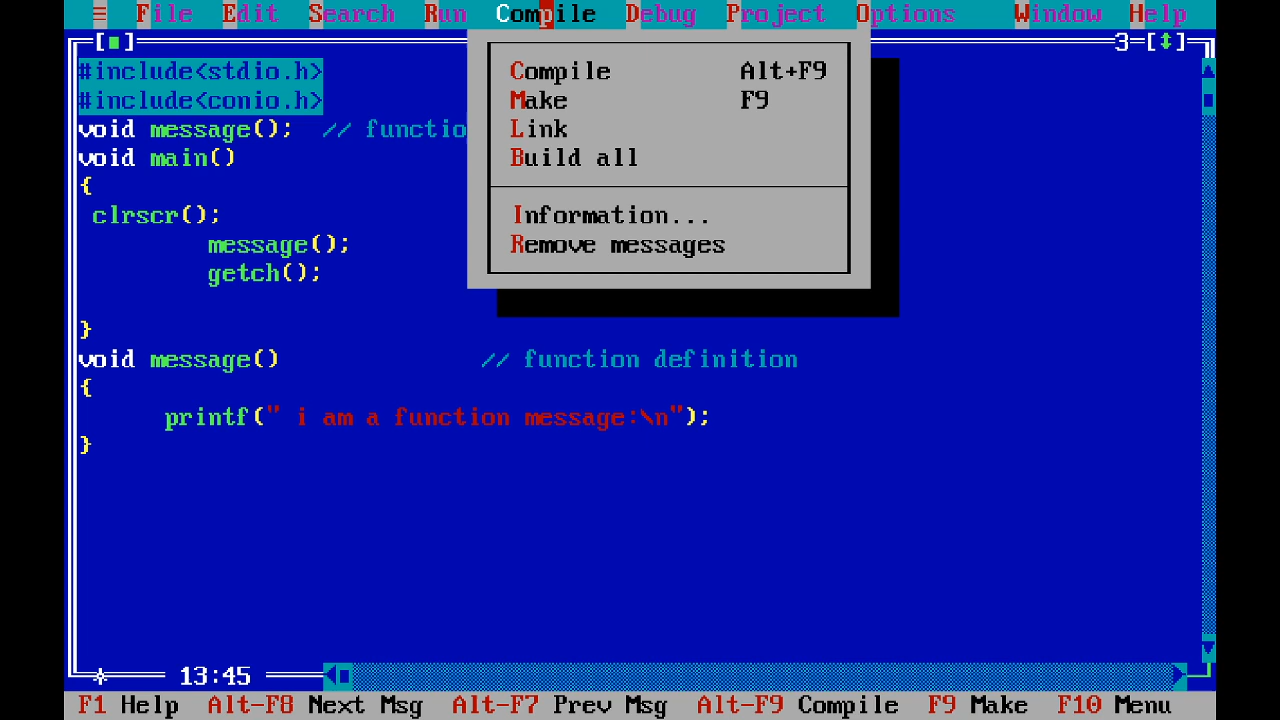 ≡ File Edit Search Run Compile Debug Project Options Window Help
[■] 3=[↕]
#include<stdio.h>
#include<conio.h>
void message(); // functio
void main()
{
clrscr();
message();
getch();
}
void message() // function definition
{
printf(" i am a function message:\n");
}
Compile Alt+F9
Make F9
Link
Build all
Information...
Remove messages
13:45
F1 Help Alt-F8 Next Msg Alt-F7 Prev Msg Alt-F9 Compile F9 Make F10 Menu